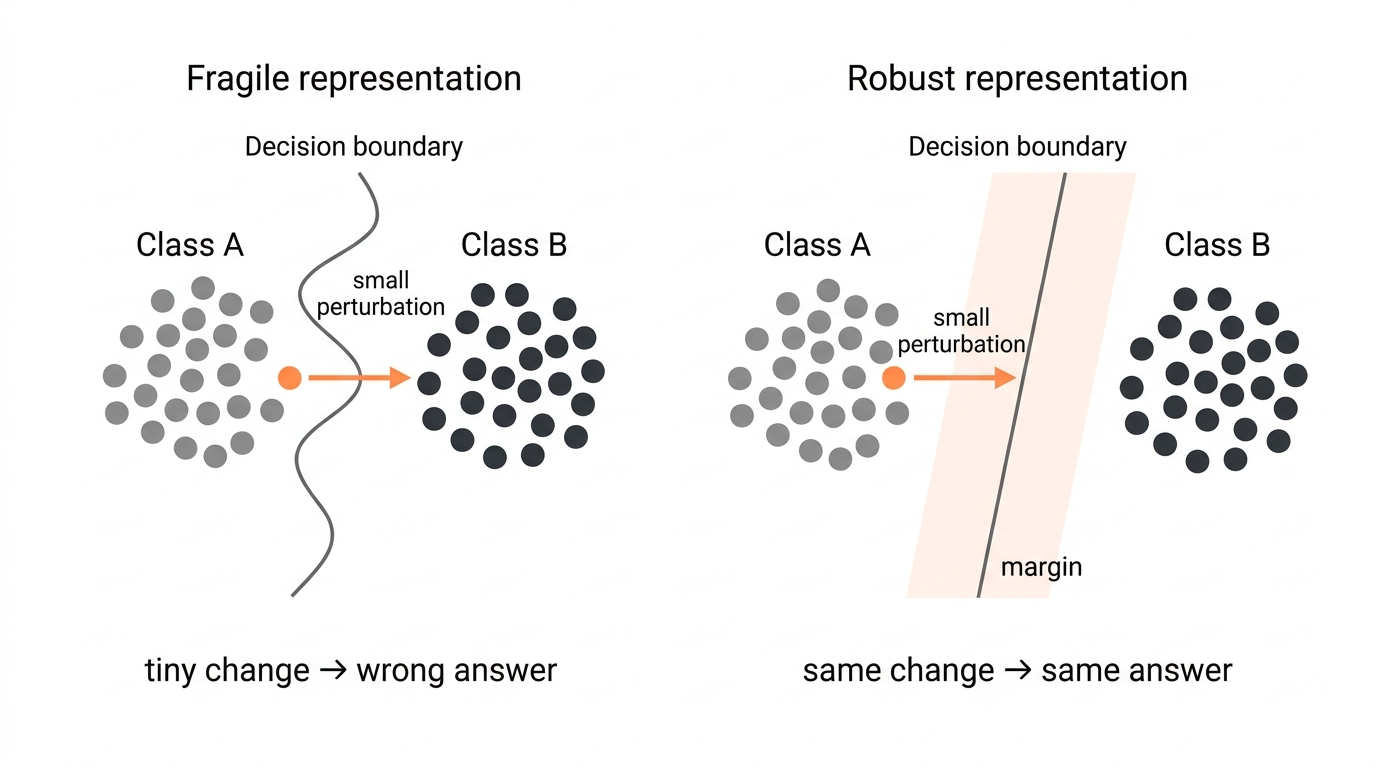 Fragile representation
Decision boundary
Class A
Class B
small
perturbation
tiny change → wrong answer
Robust representation
Decision boundary
Class A
Class B
small
perturbation
margin
same change → same answer